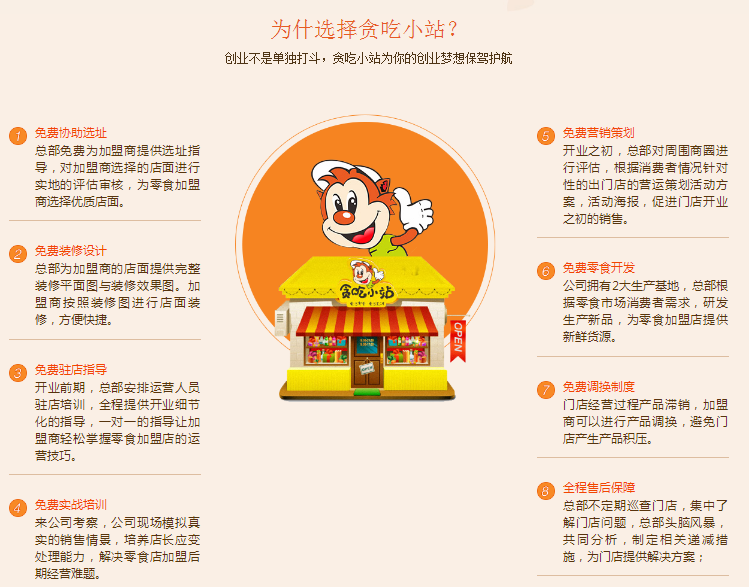 为什选择贪吃小站？
创业不是单独打斗，贪吃小站为你的创业梦想保驾护航
1
免费协助选址
总部免费为加盟商提供选址指
导，对加盟商选择的店面进行
实地的评估审核，为零食加盟
商选择优质店面。
2
免费装修设计
总部为加盟商的店面提供完整
装修平面图与装修效果图。加
盟商按照装修图进行店面装
修，方便快捷。
3
免费驻店指导
开业前期，总部安排运营人员
驻店培训，全程提供开业细节
化的指导，一对一的指导让加
盟商轻松掌握零食加盟店的运
营技巧。
4
免费实战培训
来公司考察，公司现场模拟真
实的销售情景，培养店长应变
处理能力，解决零食店加盟后
期经营难题。
贪吃小站
OPEN
5
免费营销策划
开业之初，总部对周围商圈进
行评估，根据消费者情况针对
性的出门店的营运策划活动方
案，活动海报，促进门店开业
之初的销售。
6
免费零食开发
公司拥有2大生产基地，总部根
据零食市场消费者需求，研发
生产新品，为零食加盟店提供
新鲜货源。
7
免费调换制度
门店经营过程产品滞销，加盟
商可以进行产品调换，避免门
店产生产品积压。
8
全程售后保障
总部不定期巡查门店，集中了
解门店问题，总部头脑风暴，
共同分析，制定相关递减措
施，为门店提供解决方案；